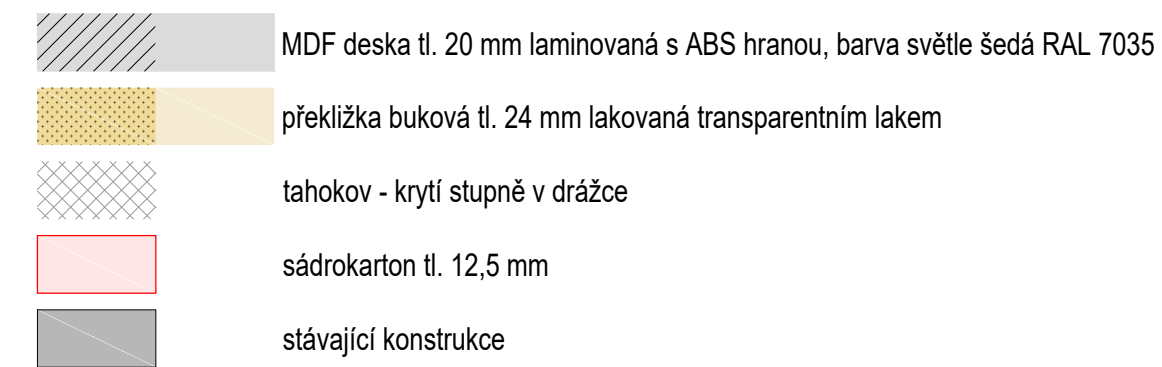 MDF deska tl. 20 mm laminovaná s ABS hranou, barva světle šedá RAL 7035
překližka buková tl. 24 mm lakovaná transparentním lakem
tahokov - krytí stupně v drážce
sádrokarton tl. 12,5 mm
stávající konstrukce